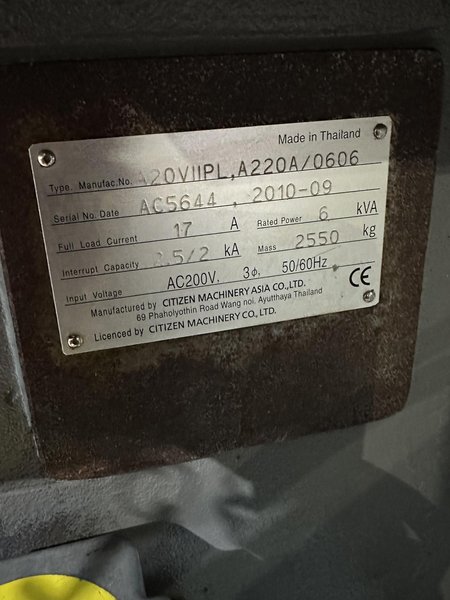 Made in Thailand
Type. Manufac.No. A20VIIPL,A220A/0606
Serial No. Date AC5644 , 2010-09
Full Load Current 17 A Rated Power 6 kVA
Interrupt Capacity 2.5/2 kA Mass 2550 kg
Input Voltage AC200V. 3φ. 50/60Hz
Manufactured by CITIZEN MACHINERY ASIA CO.,LTD.
69 Phaholyothin Road Wang noi, Ayutthaya Thailand
Licenced by CITIZEN MACHINERY CO., LTD.
CE